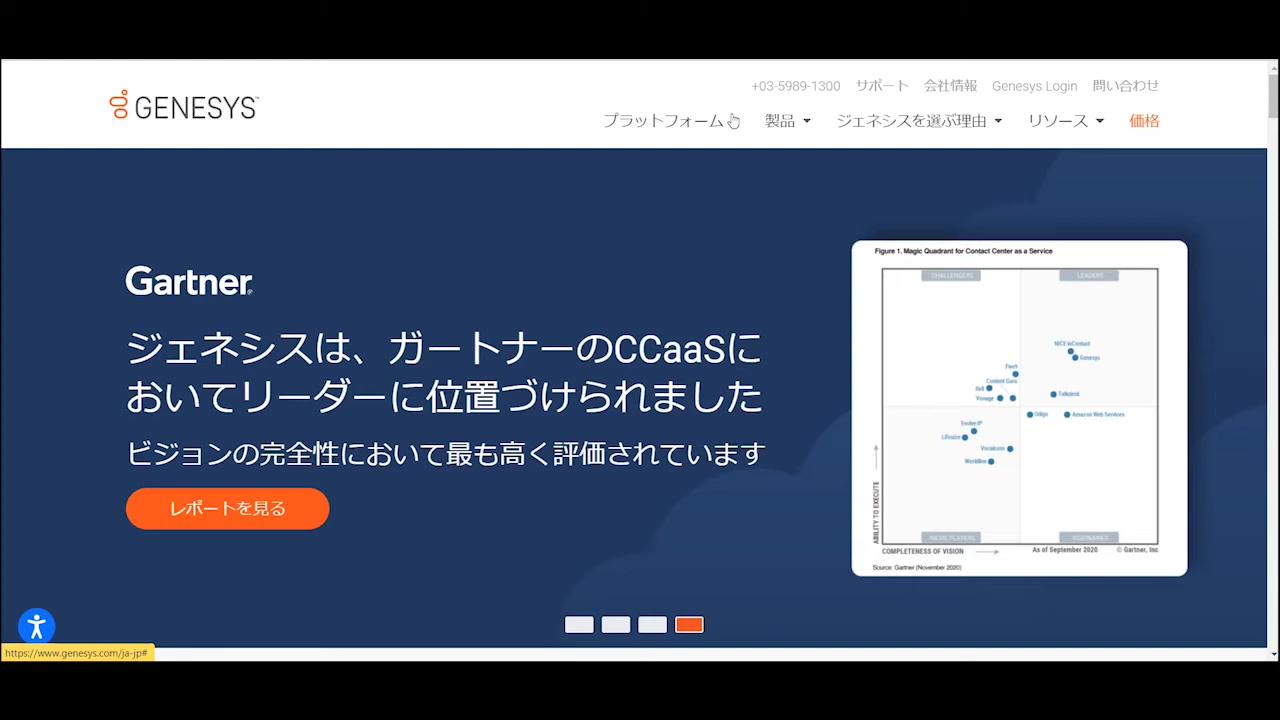 +03-5989-1300 サポート 会社情報 Genesys Login 問い合わせ
GENESYS™
プラットフォーム 製品 ジェネシスを選ぶ理由 リソース 価格
Gartner
ジェネシスは、ガートナーのCCaaSに
おいてリーダーに位置づけられました
ビジョンの完全性において最も高く評価されています
レポートを見る
Figure 1. Magic Quadrant for Contact Center as a Service
CHALLENGERS LEADERS
NICE inContact
Genesys
Five9
Content Guru
8x8
Vonage
Talkdesk
Odigo Amazon Web Services
Evolve IP
Lifesize
Vocalcom
Worldline
ABILITY TO EXECUTE
NICHE PLAYERS VISIONARIES
COMPLETENESS OF VISION As of September 2020 © Gartner, Inc
Source: Gartner (November 2020)
https://www.genesys.com/ja-jp#